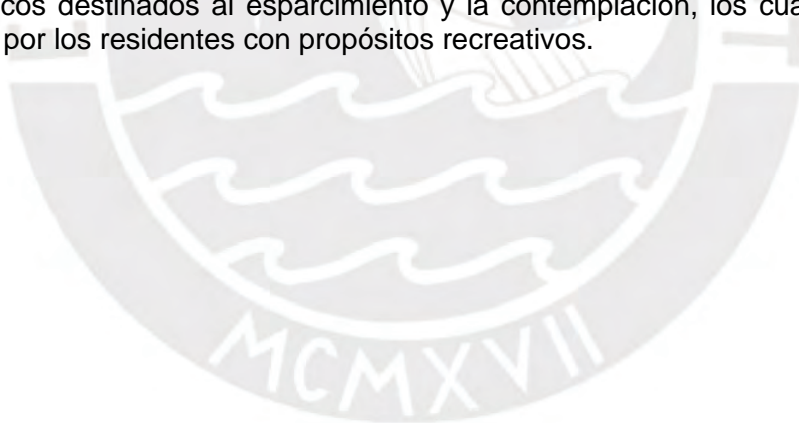 cos destinados al esparcimiento y la contemplación, los cua
por los residentes con propósitos recreativos.
MCMXVII